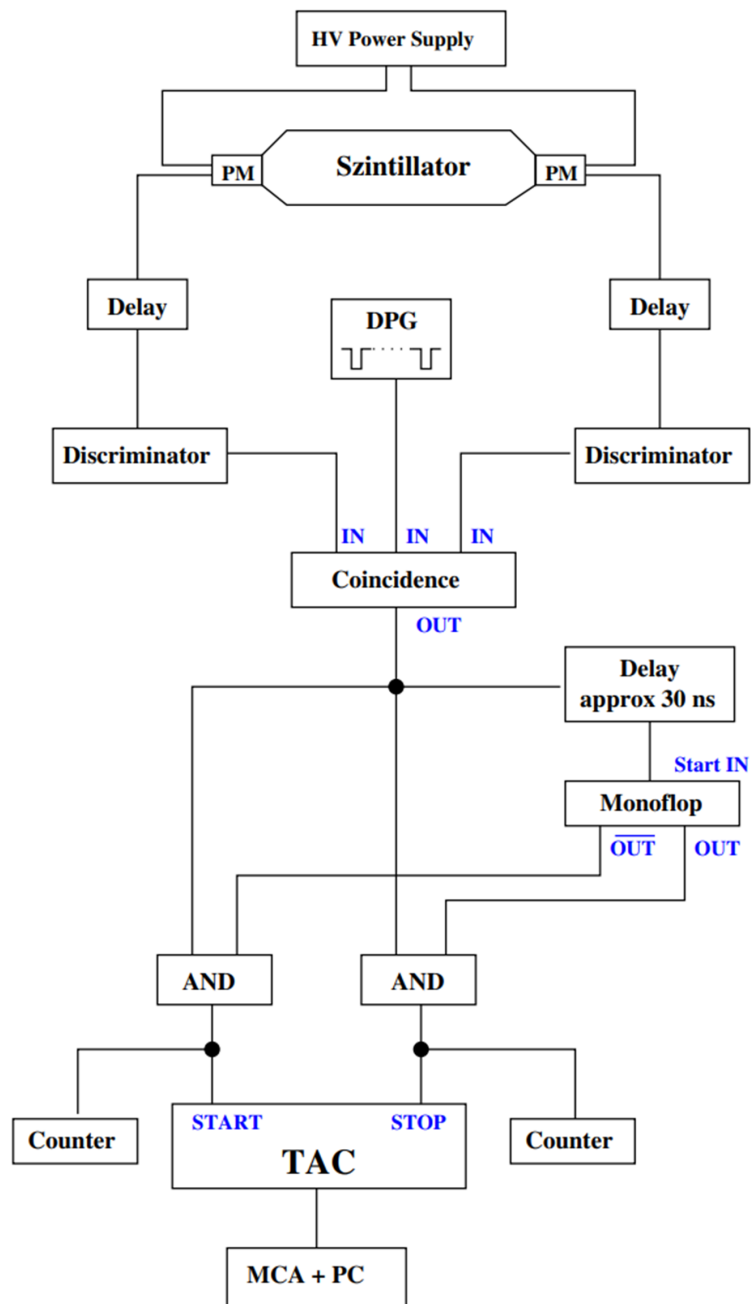 HV Power Supply
PM
Szintillator
PM
Delay
DPG
Delay
Discriminator
Discriminator
IN
IN
IN
Coincidence
OUT
Delay
approx 30 ns
Start IN
Monoflop
OUT
OUT
AND
AND
START
STOP
Counter
TAC
Counter
MCA + PC